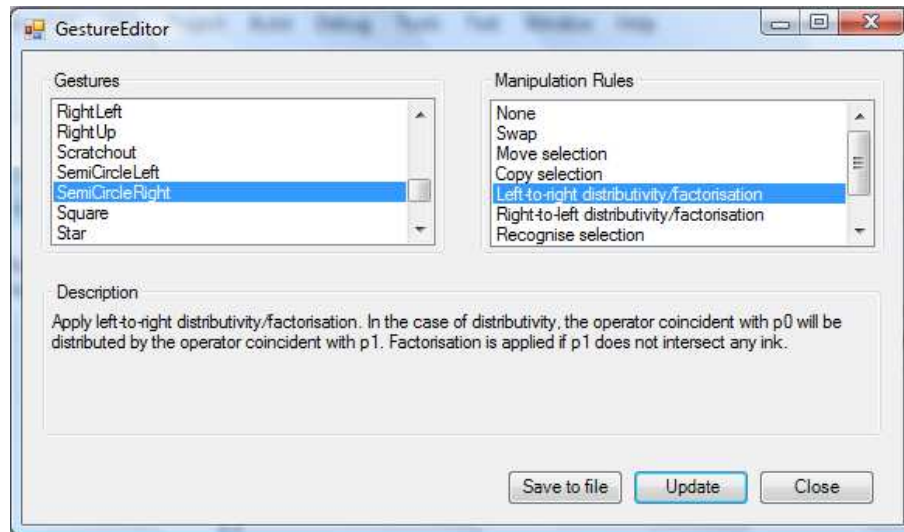 GestureEditor
Gestures
RightLeft
RightUp
Scratchout
SemiCircleLeft
SemiCircleRight
Square
Star
Manipulation Rules
None
Swap
Move selection
Copy selection
Left-to-right distributivity/factorisation
Right-to-left distributivity/factorisation
Recognise selection
Description
Apply left-to-right distributivity/factorisation. In the case of distributivity, the operator coincident with p0 will be
distributed by the operator coincident with p1. Factorisation is applied if p1 does not intersect any ink.
Save to file
Update
Close